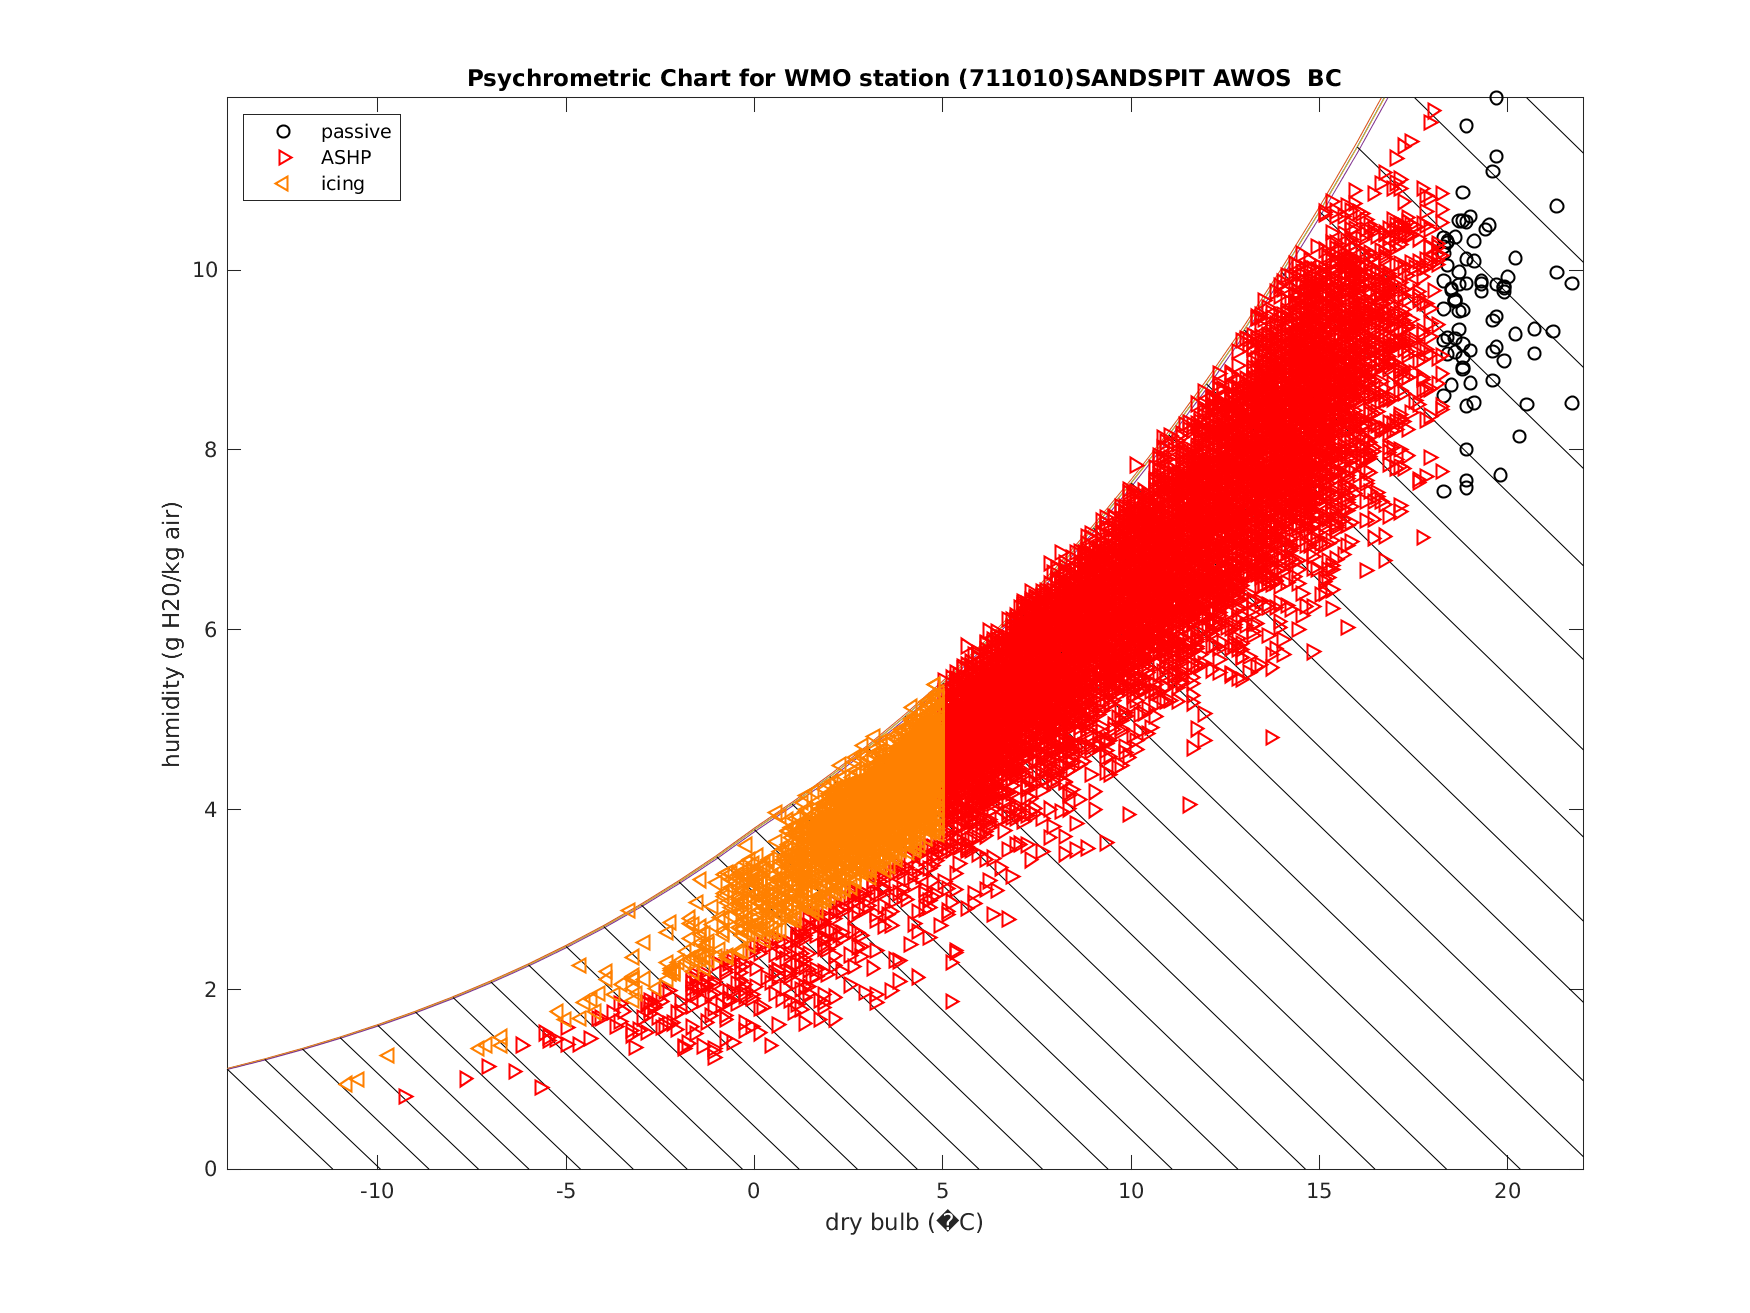 Psychrometric Chart for WMO station (711010)SANDSPIT AWOS  BC
passive
ASHP
icing
humidity (g H20/kg air)
10
8
6
4
2
0
-10 -5 0 5 10 15 20
dry bulb (�C)